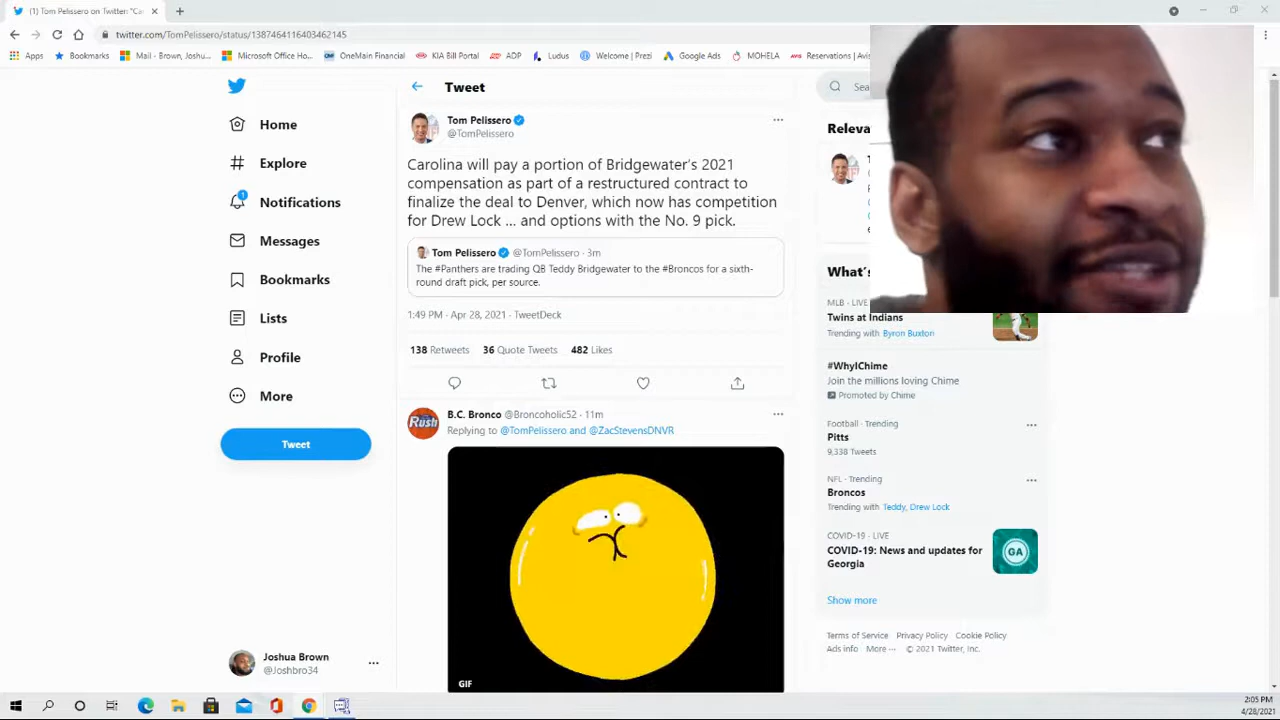 (1) Tom Pelissero on Twitter: "Ca
twitter.com/TomPelissero/status/1387464116403462145
Apps
Bookmarks
Mail - Brown, Joshu...
Microsoft Office Ho...
OneMain Financial
KIA Bill Portal
ADP
Ludus
Welcome | Prezi
Google Ads
MOHELA
Reservations | Avis
Home
Explore
Notifications
1
Messages
Bookmarks
Lists
Profile
More
Tweet
Joshua Brown
@Joshbro34
Tweet
Tom Pelissero
@TomPelissero
Carolina will pay a portion of Bridgewater's 2021
compensation as part of a restructured contract to
finalize the deal to Denver, which now has competition
for Drew Lock ... and options with the No. 9 pick.
Tom Pelissero @TomPelissero · 3m
The #Panthers are trading QB Teddy Bridgewater to the #Broncos for a sixth-
round draft pick, per source.
1:49 PM · Apr 28, 2021 · TweetDeck
138 Retweets 36 Quote Tweets 482 Likes
B.C. Bronco @Broncoholic52 · 11m
Replying to @TomPelissero and @ZacStevensDNVR
Rush
GIF
Sea
Releva
What's
MLB · LIVE
Twins at Indians
Trending with Byron Buxton
#WhyIChime
Join the millions loving Chime
Promoted by Chime
Football · Trending
Pitts
9,338 Tweets
NFL · Trending
Broncos
Trending with Teddy, Drew Lock
COVID-19 · LIVE
COVID-19: News and updates for
Georgia
GA
Show more
Terms of Service Privacy Policy Cookie Policy
Ads info More ··· © 2021 Twitter, Inc.
2:05 PM
4/28/2021